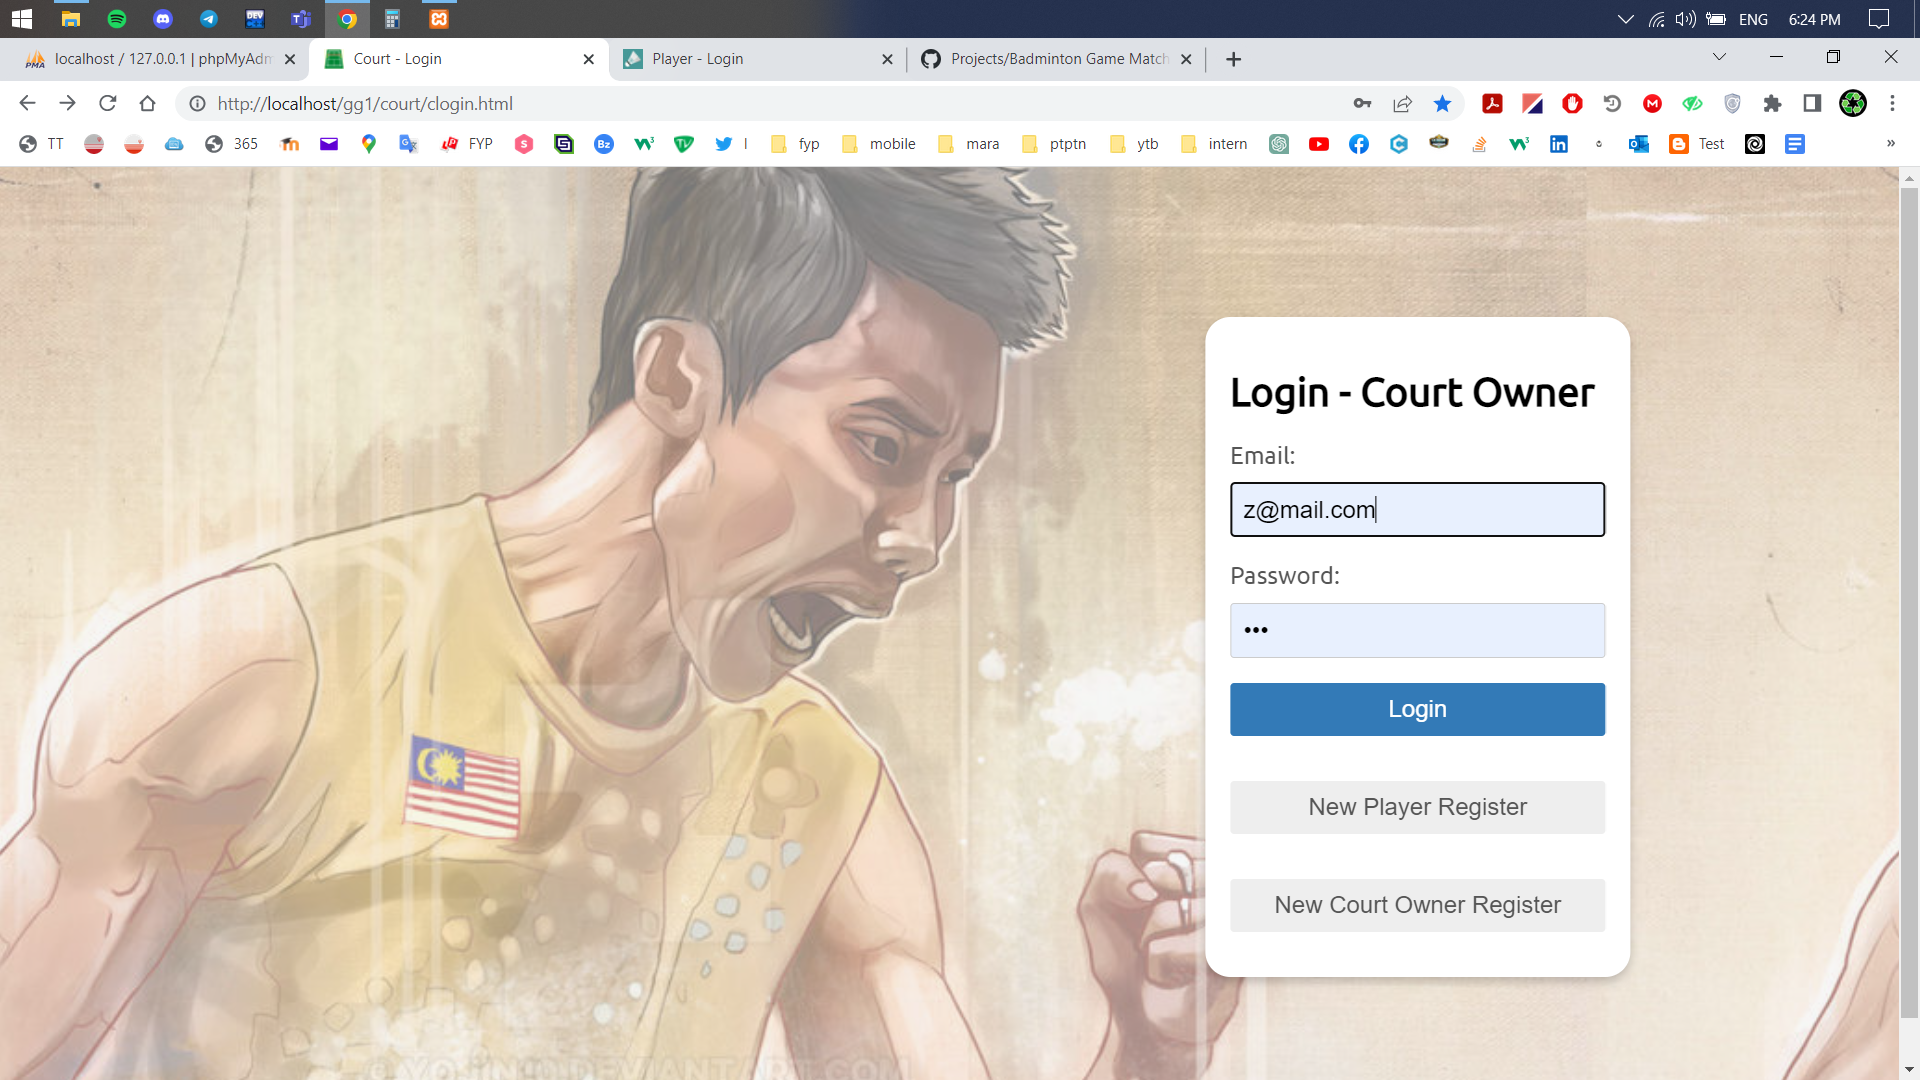 ENG
6:24 PM
localhost / 127.0.0.1 | phpMyAdm
Court - Login
Player - Login
Projects/Badminton Game Match
http://localhost/gg1/court/clogin.html
TT
365
FYP
I
fyp
mobile
mara
ptptn
ytb
intern
Test
»
Login - Court Owner
Email:
z@mail.com
Password:
•••
Login
New Player Register
New Court Owner Register